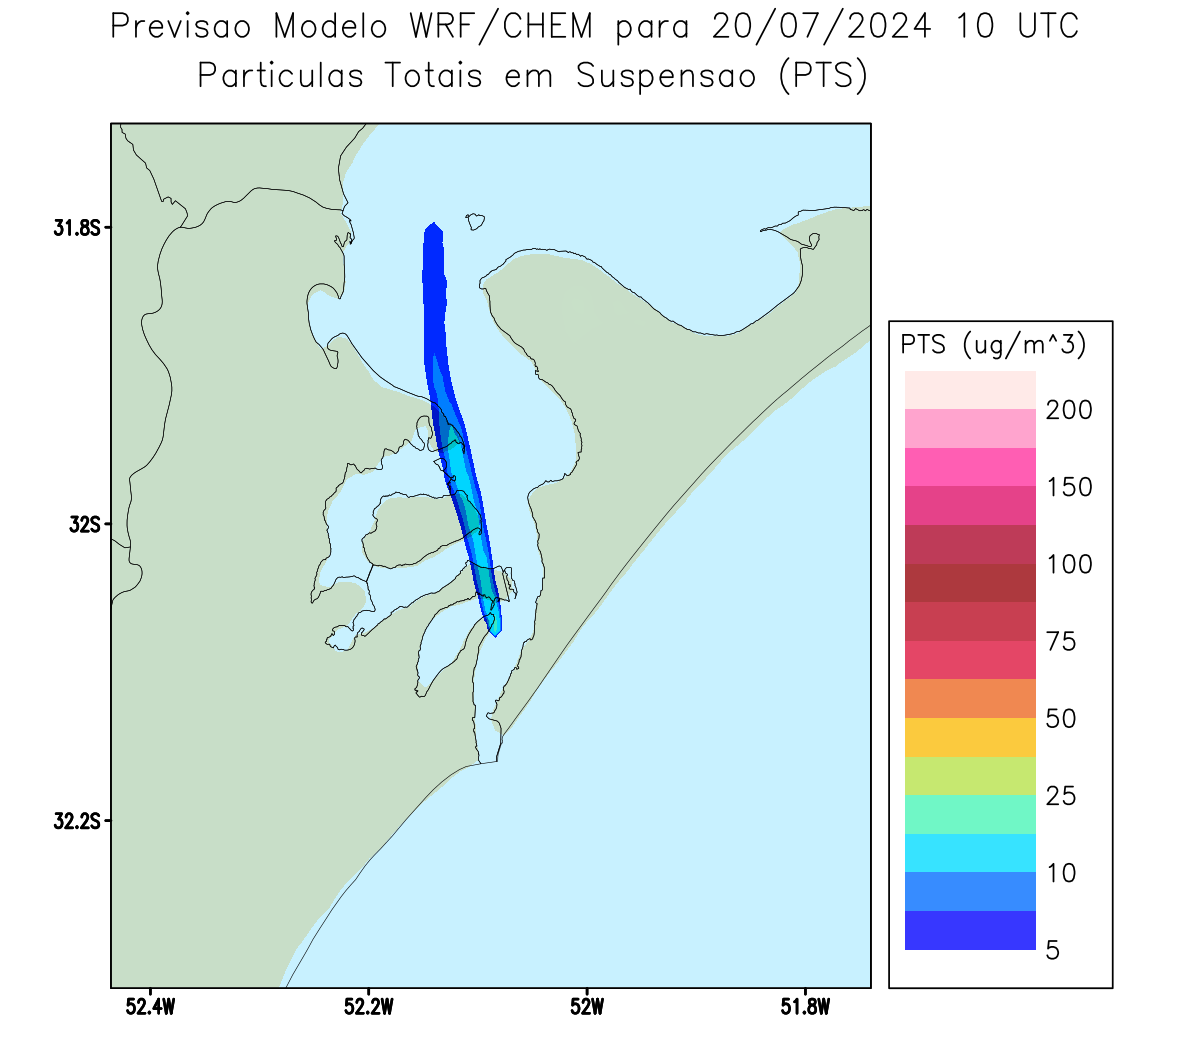 Previsao Modelo WRF/CHEM para 20/07/2024 10 UTC
Particulas Totais em Suspensao (PTS)
31.8S
32S
32.2S
52.4W
52.2W
52W
51.8W
PTS (ug/m^3)
200
150
100
75
50
25
10
5